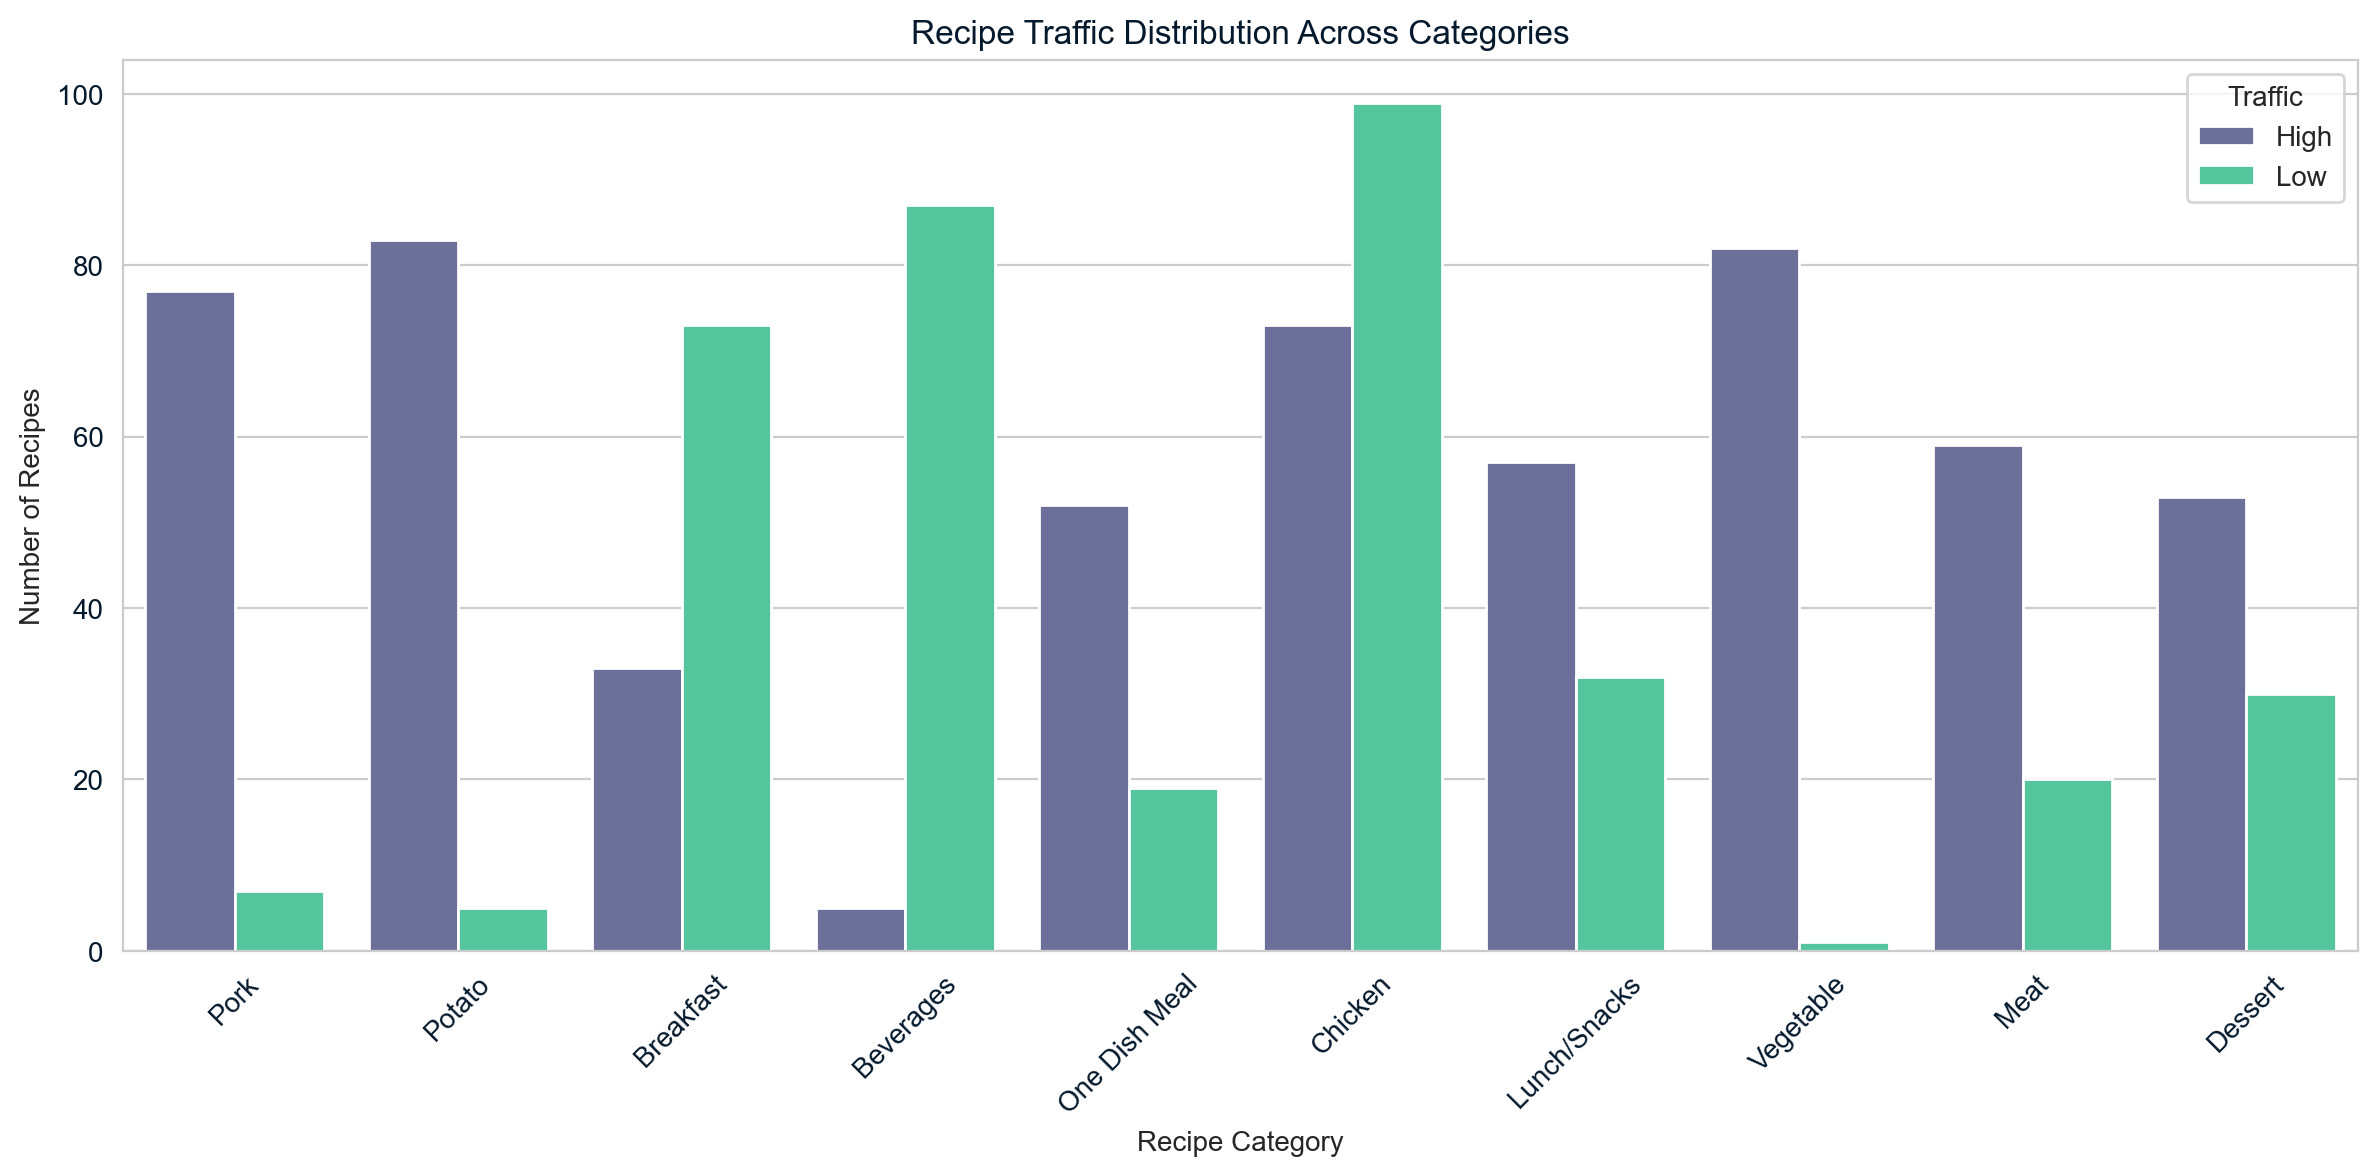 Recipe Traffic Distribution Across Categories
Traffic
High
Low
Number of Recipes
100
80
60
40
20
0
Pork
Potato
Breakfast
Beverages
One Dish Meal
Chicken
Lunch/Snacks
Vegetable
Meat
Dessert
Recipe Category